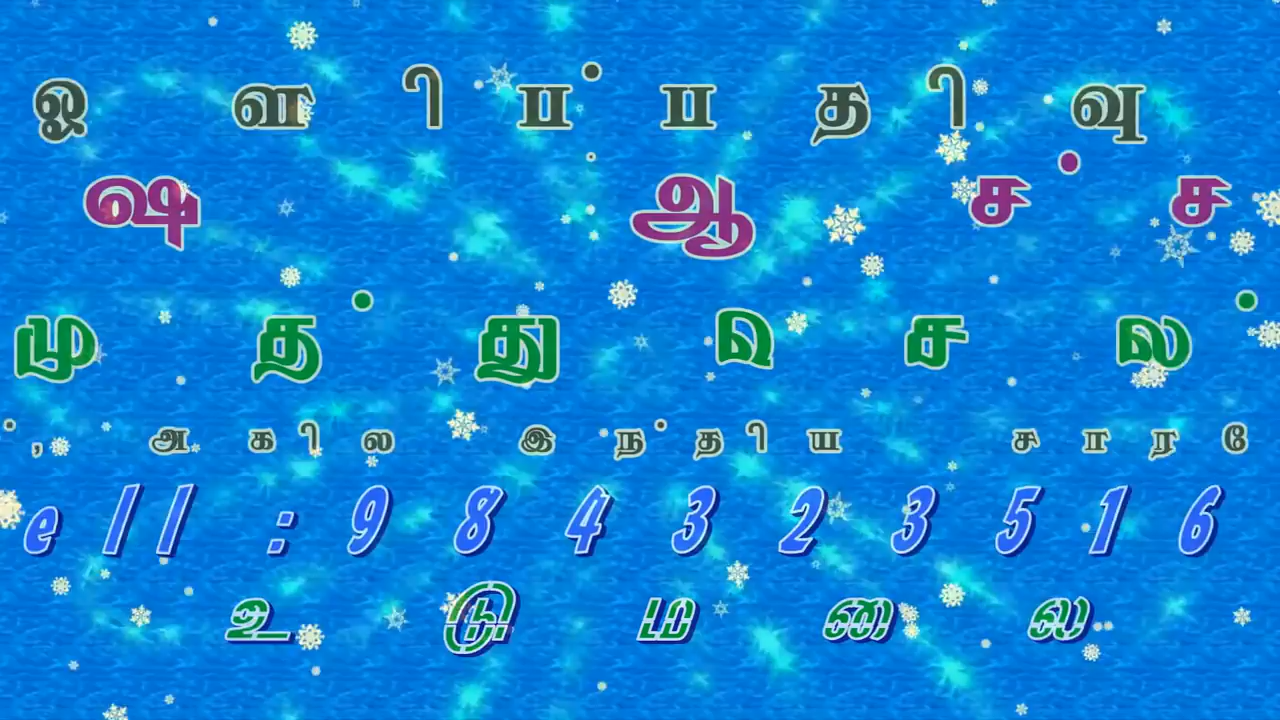 ஒளிப்பதிவு
ஷ ஆச்ச
முத்து செல்
, அகில இந்திய சார
ell :984323516
உடுமலை